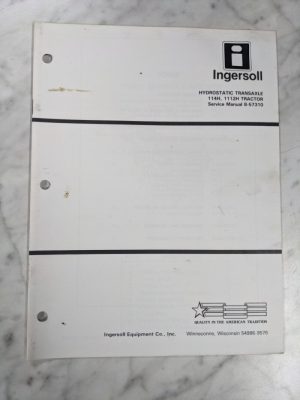 Ingersoll
HYDROSTATIC TRANSAXLE
114H, 1112H TRACTOR
Service Manual 8-57310
QUALITY IN THE AMERICAN TRADITION
Ingersoll Equipment Co., Inc. Winneconne, Wisconsin 54986-9576